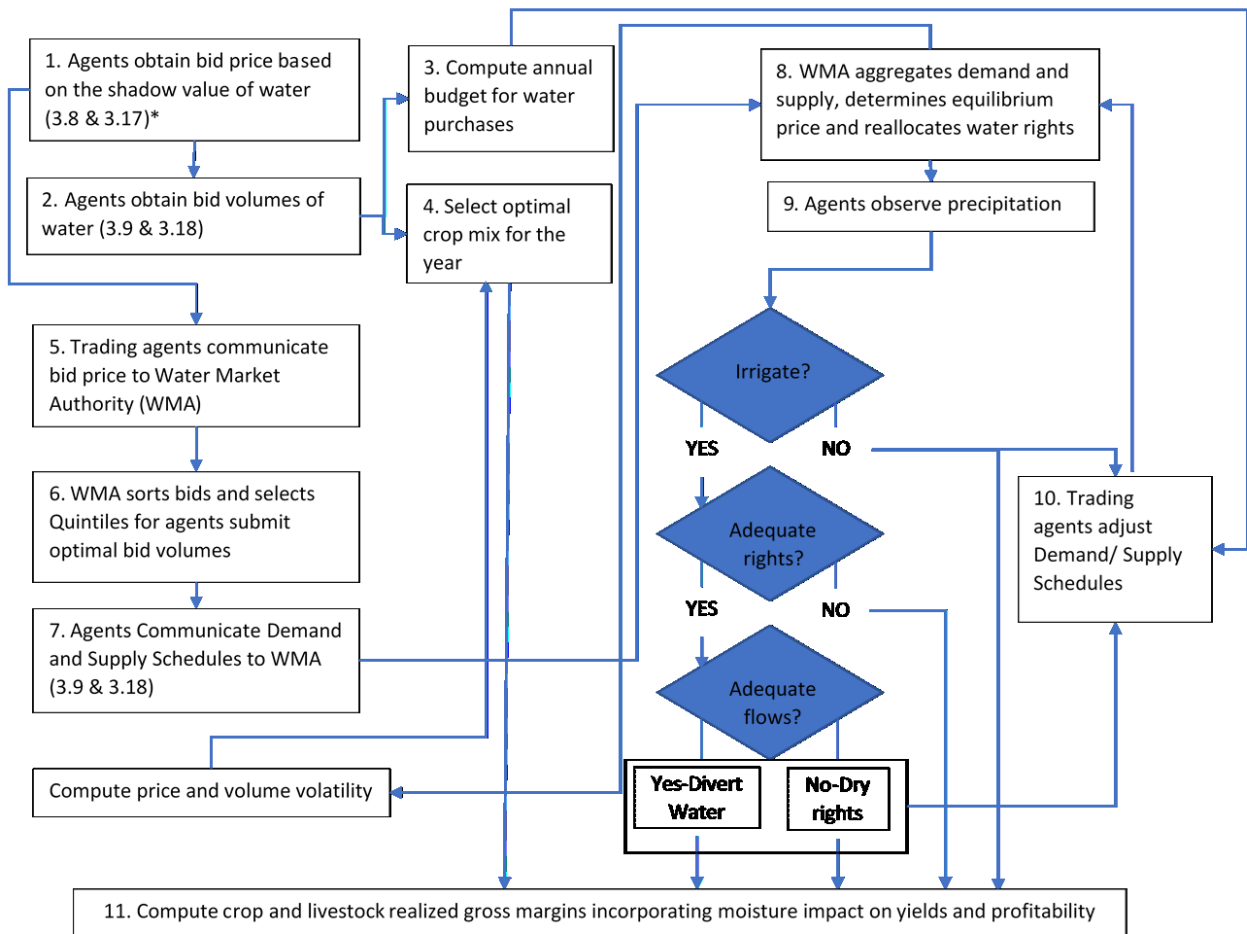 1. Agents obtain bid price based
on the shadow value of water
(3.8 & 3.17)*
2. Agents obtain bid volumes of
water (3.9 & 3.18)
3. Compute annual
budget for water
purchases
4. Select optimal
crop mix for the
year
5. Trading agents communicate
bid price to Water Market
Authority (WMA)
6. WMA sorts bids and selects
Quintiles for agents submit
optimal bid volumes
7. Agents Communicate Demand
and Supply Schedules to WMA
(3.9 & 3.18)
Compute price and volume volatility
8. WMA aggregates demand and
supply, determines equilibrium
price and reallocates water rights
9. Agents observe precipitation
Irrigate?
YES
NO
Adequate
rights?
YES
NO
Adequate
flows?
Yes-Divert
Water
No-Dry
rights
10. Trading
agents adjust
Demand/ Supply
Schedules
11. Compute crop and livestock realized gross margins incorporating moisture impact on yields and profitability